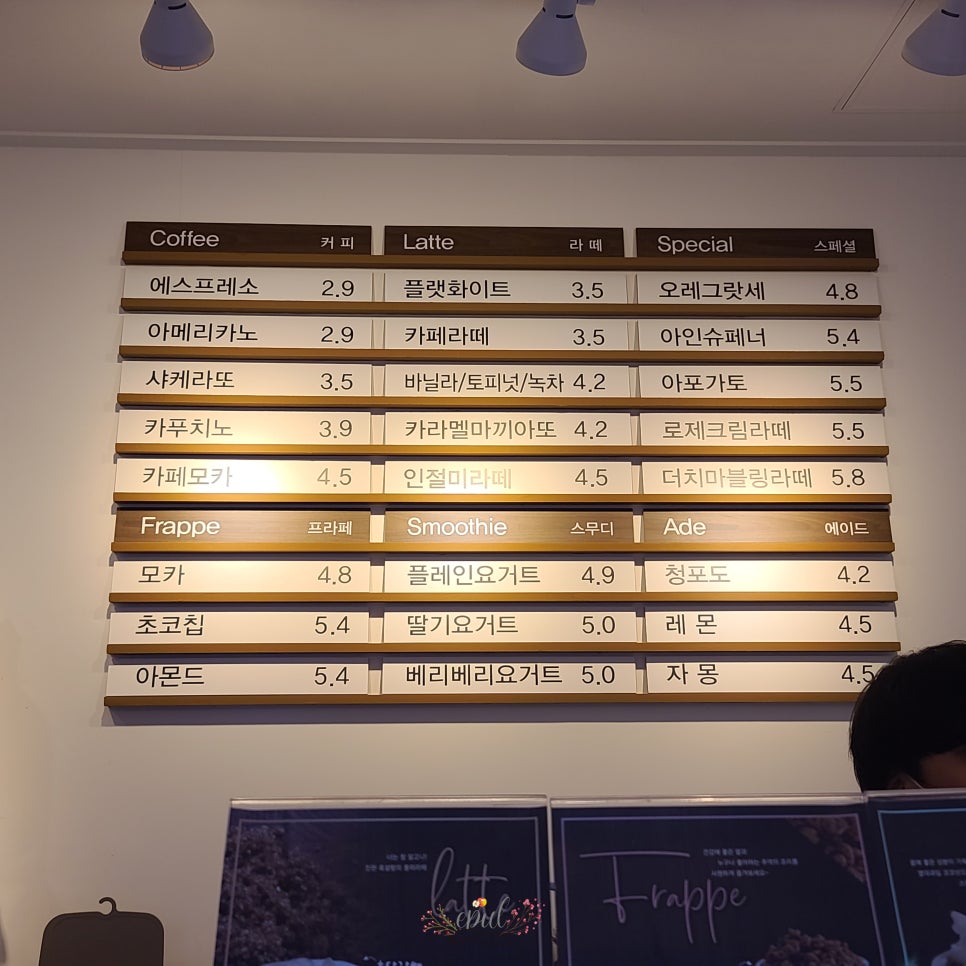 Coffee 커피
에스프레소 2.9
아메리카노 2.9
샤케라또 3.5
카푸치노 3.9
카페모카 4.5
Latte 라떼
플랫화이트 3.5
카페라떼 3.5
바닐라/토피넛/녹차 4.2
카라멜마끼아또 4.2
인절미라떼 4.5
Special 스페셜
오레그랏세 4.8
아인슈페너 5.4
아포가토 5.5
로제크림라떼 5.5
더치마블링라떼 5.8
Frappe 프라페
모카 4.8
초코칩 5.4
아몬드 5.4
Smoothie 스무디
플레인요거트 4.9
딸기요거트 5.0
베리베리요거트 5.0
Ade 에이드
청포도 4.2
레몬 4.5
자몽 4.5
latte
Frappe